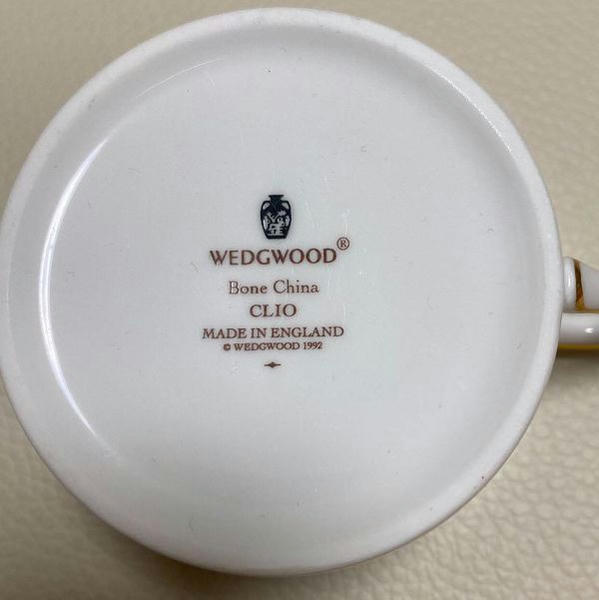 WEDGWOOD®
Bone China
CLIO
MADE IN ENGLAND
© WEDGWOOD 1992